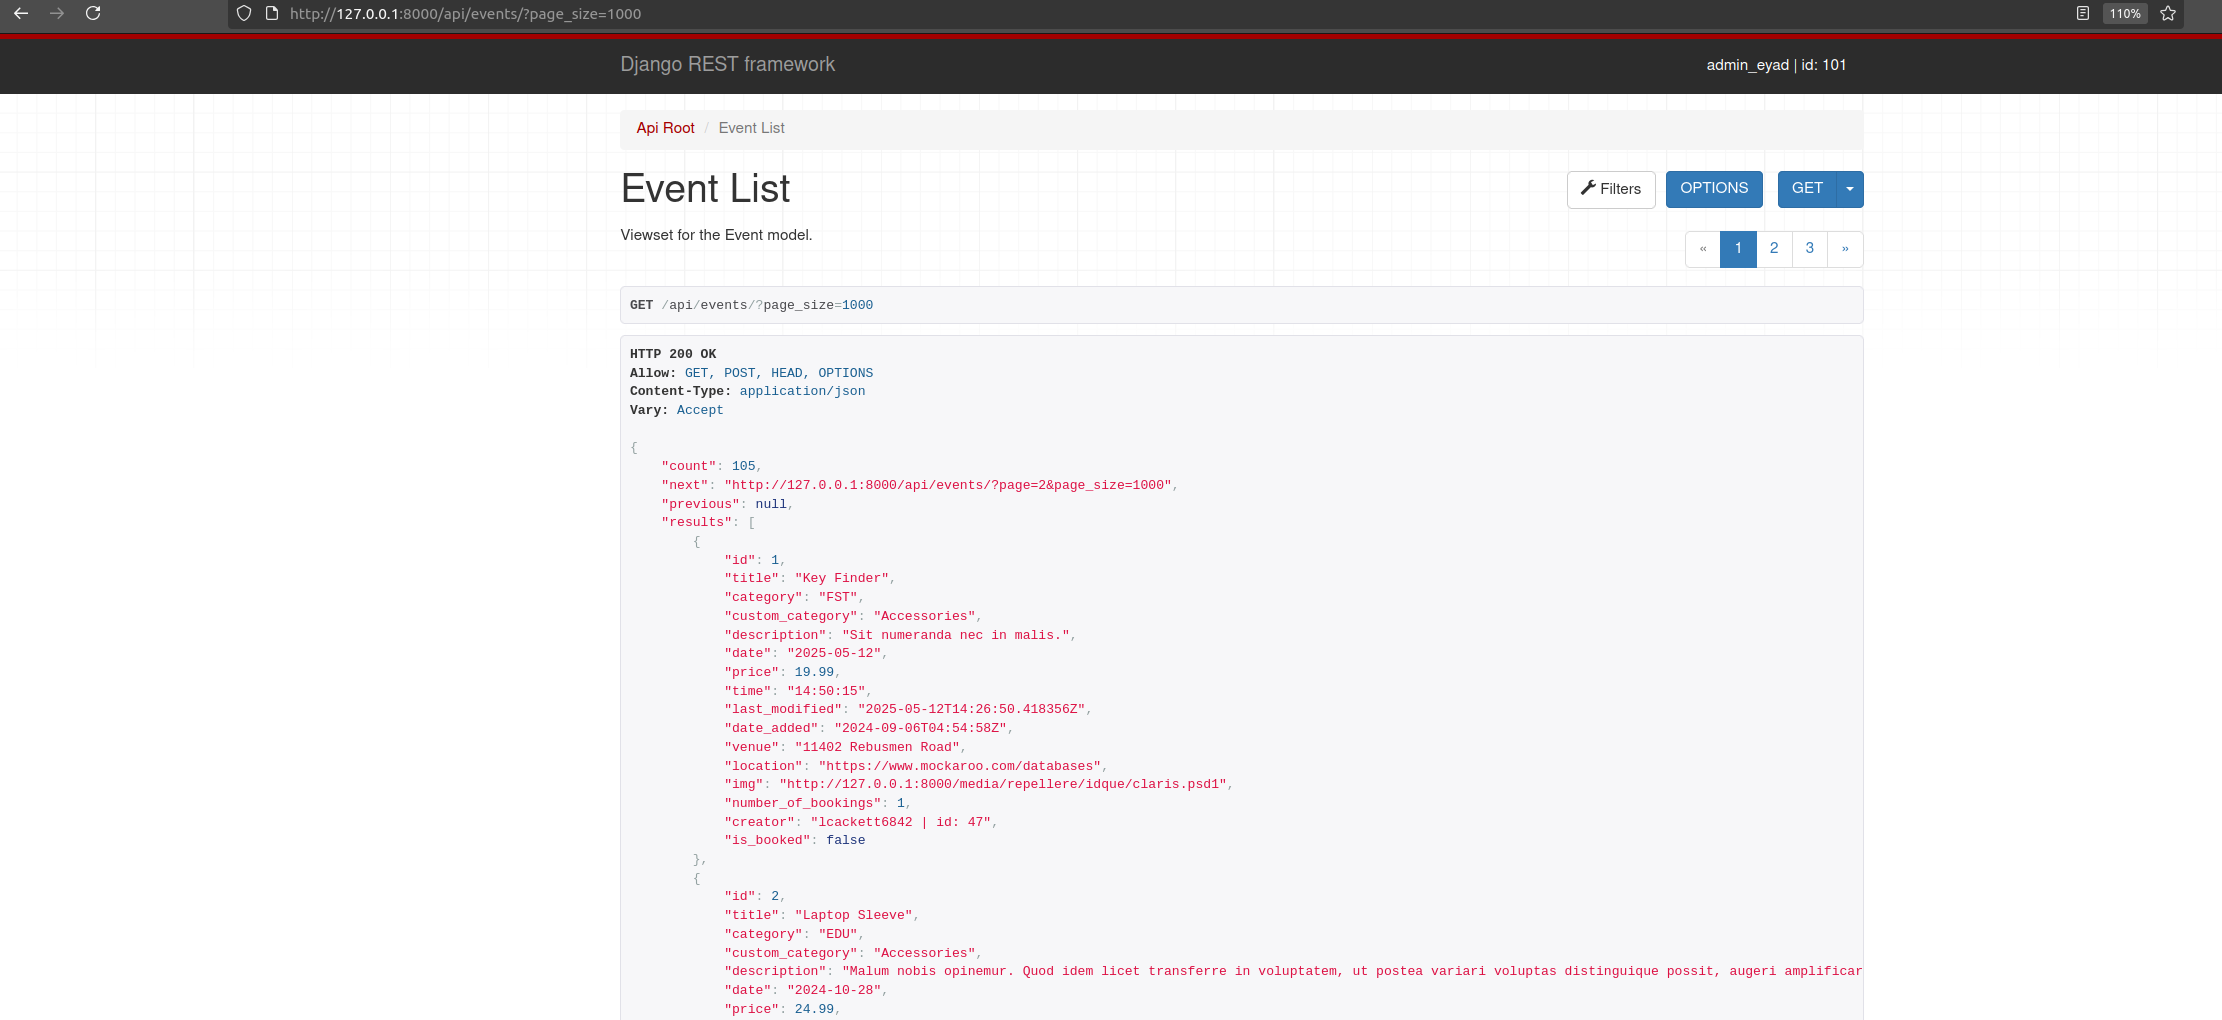 http://127.0.0.1:8000/api/events/?page_size=1000
110%
Django REST framework
admin_eyad | id: 101
Api Root / Event List
Event List
Filters
OPTIONS
GET
Viewset for the Event model.
« 1 2 3 »
GET /api/events/?page_size=1000
HTTP 200 OK
Allow: GET, POST, HEAD, OPTIONS
Content-Type: application/json
Vary: Accept
{
    "count": 105,
    "next": "http://127.0.0.1:8000/api/events/?page=2&page_size=1000",
    "previous": null,
    "results": [
        {
            "id": 1,
            "title": "Key Finder",
            "category": "FST",
            "custom_category": "Accessories",
            "description": "Sit numeranda nec in malis.",
            "date": "2025-05-12",
            "price": 19.99,
            "time": "14:50:15",
            "last_modified": "2025-05-12T14:26:50.418356Z",
            "date_added": "2024-09-06T04:54:58Z",
            "venue": "11402 Rebusmen Road",
            "location": "https://www.mockaroo.com/databases",
            "img": "http://127.0.0.1:8000/media/repellere/idque/claris.psd1",
            "number_of_bookings": 1,
            "creator": "lcackett6842 | id: 47",
            "is_booked": false
        },
        {
            "id": 2,
            "title": "Laptop Sleeve",
            "category": "EDU",
            "custom_category": "Accessories",
            "description": "Malum nobis opinemur. Quod idem licet transferre in voluptatem, ut postea variari voluptas distinguique possit, augeri amplificar
            "date": "2024-10-28",
            "price": 24.99,